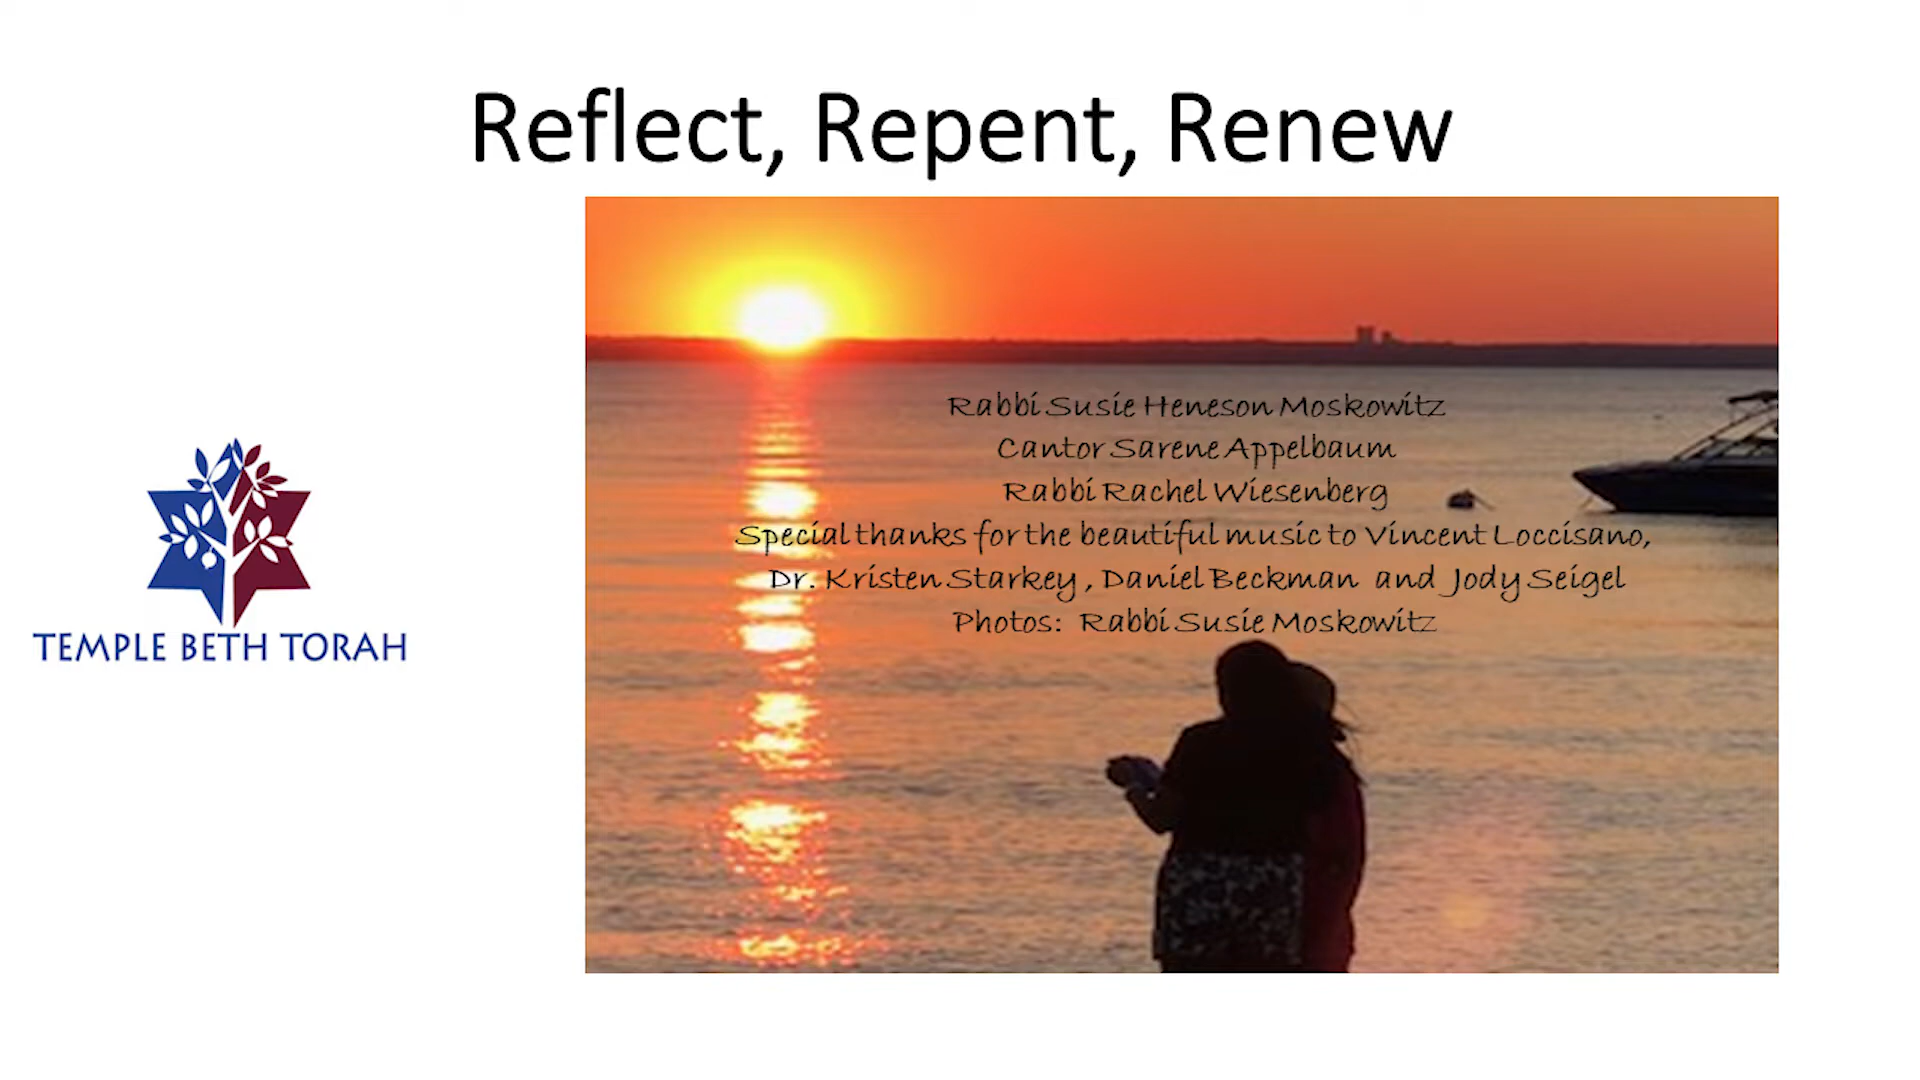 Reflect, Repent, Renew
Rabbi Susie Heneson Moskowitz
Cantor Sarene Appelbaum
Rabbi Rachel Wiesenberg
Special thanks for the beautiful music to Vincent Loccisano,
Dr. Kristen Starkey , Daniel Beckman and Jody Seigel
Photos: Rabbi Susie Moskowitz
TEMPLE BETH TORAH